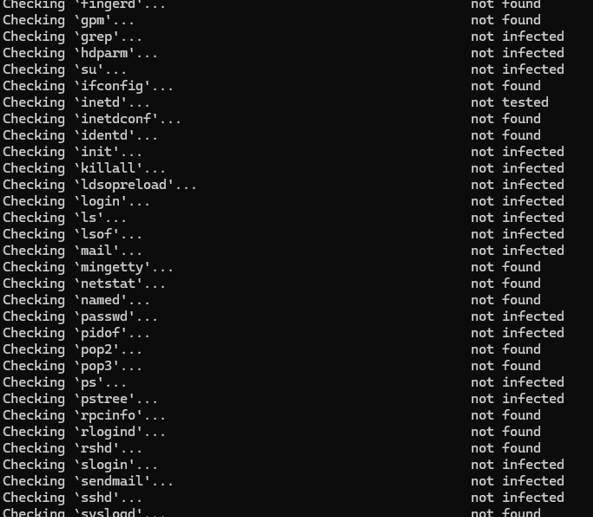 Checking `fingerd'... not found
Checking `gpm'... not found
Checking `grep'... not infected
Checking `hdparm'... not infected
Checking `su'... not infected
Checking `ifconfig'... not found
Checking `inetd'... not tested
Checking `inetdconf'... not found
Checking `identd'... not found
Checking `init'... not infected
Checking `killall'... not infected
Checking `ldsopreload'... not infected
Checking `login'... not infected
Checking `ls'... not infected
Checking `lsof'... not infected
Checking `mail'... not infected
Checking `mingetty'... not found
Checking `netstat'... not found
Checking `named'... not found
Checking `passwd'... not infected
Checking `pidof'... not infected
Checking `pop2'... not found
Checking `pop3'... not found
Checking `ps'... not infected
Checking `pstree'... not infected
Checking `rpcinfo'... not found
Checking `rlogind'... not found
Checking `rshd'... not found
Checking `slogin'... not infected
Checking `sendmail'... not infected
Checking `sshd'... not infected
Checking `syslogd'... not found